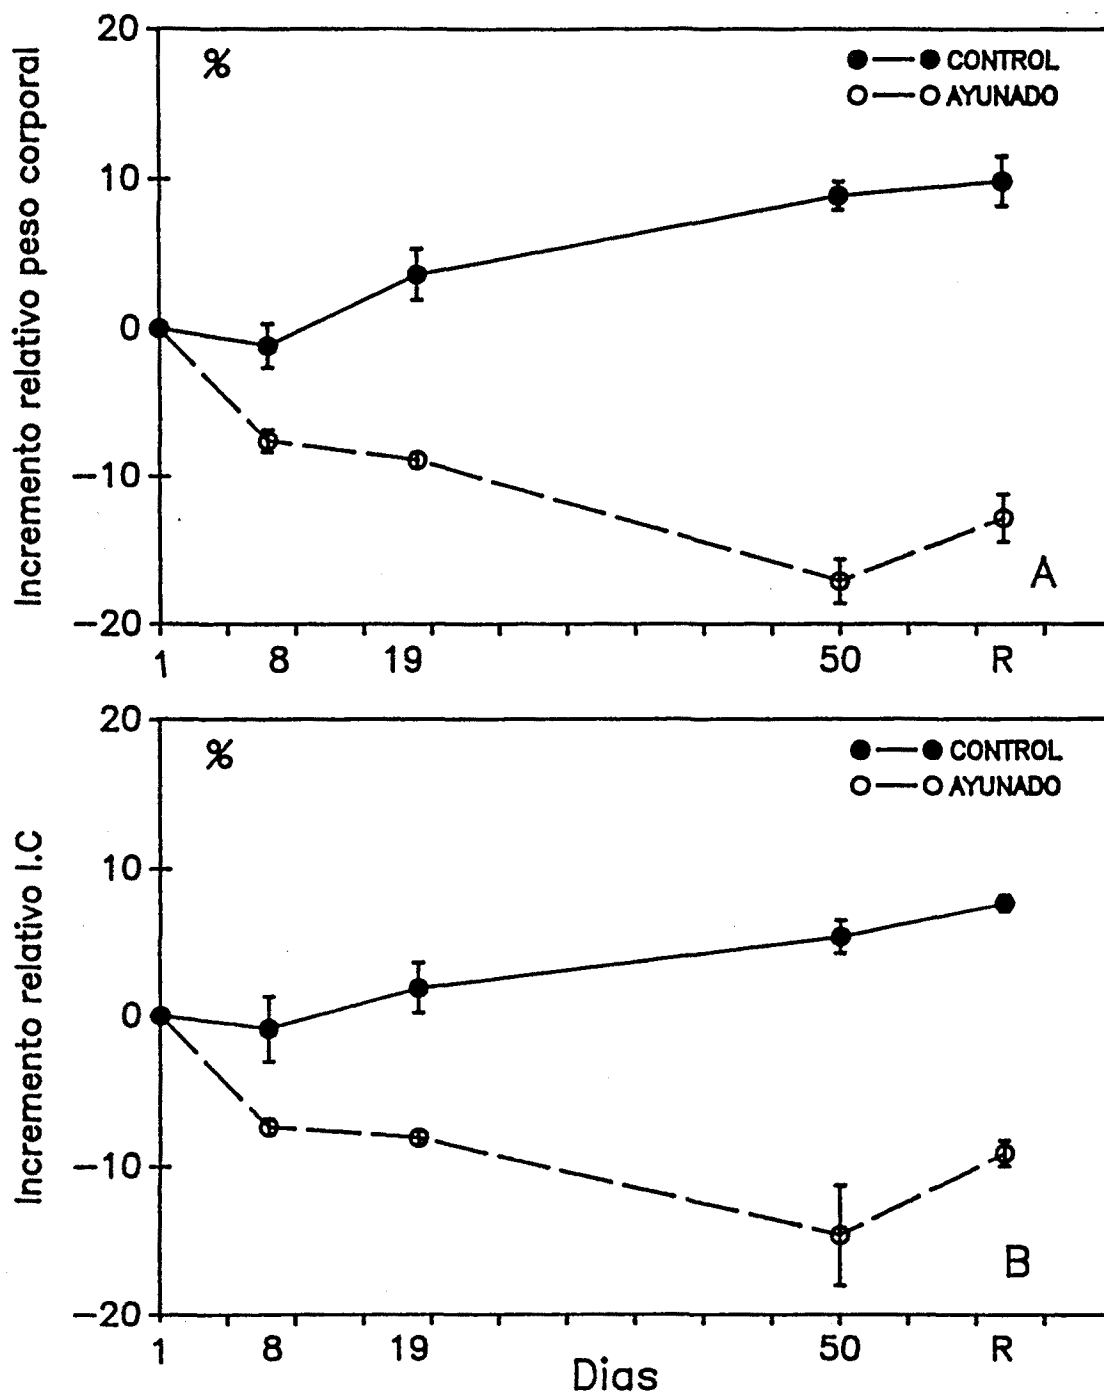 20
%
CONTROL
AYUNADO
10
0
−10
−20
Incremento relativo peso corporal
A
1 8 19 50 R
20
%
CONTROL
AYUNADO
10
0
−10
−20
Incremento relativo I.C
B
1 8 19 50 R
Dias